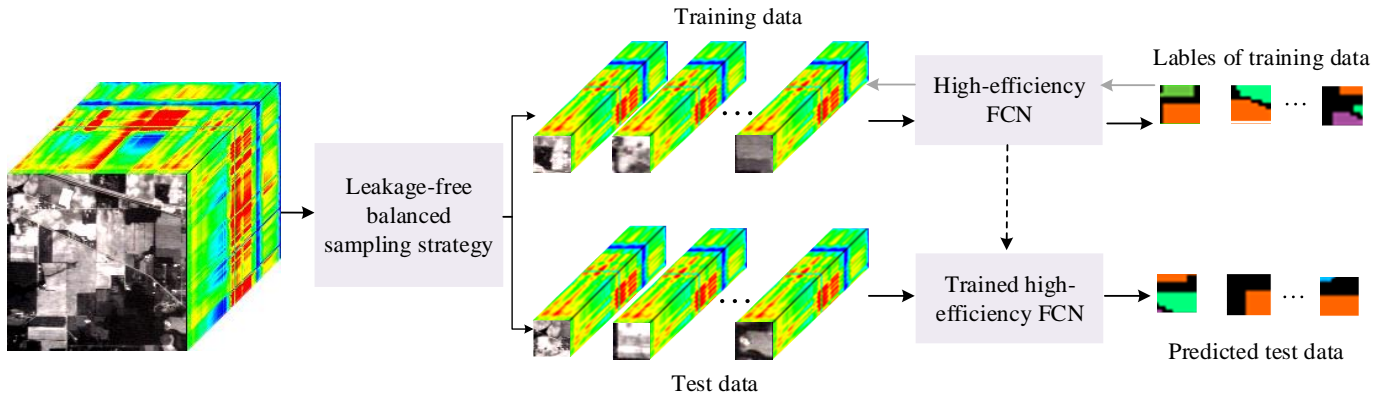 Training data
Leakage-free
balanced
sampling strategy
...
High-efficiency
FCN
Lables of training data
...
...
Trained high-
efficiency FCN
...
Predicted test data
Test data